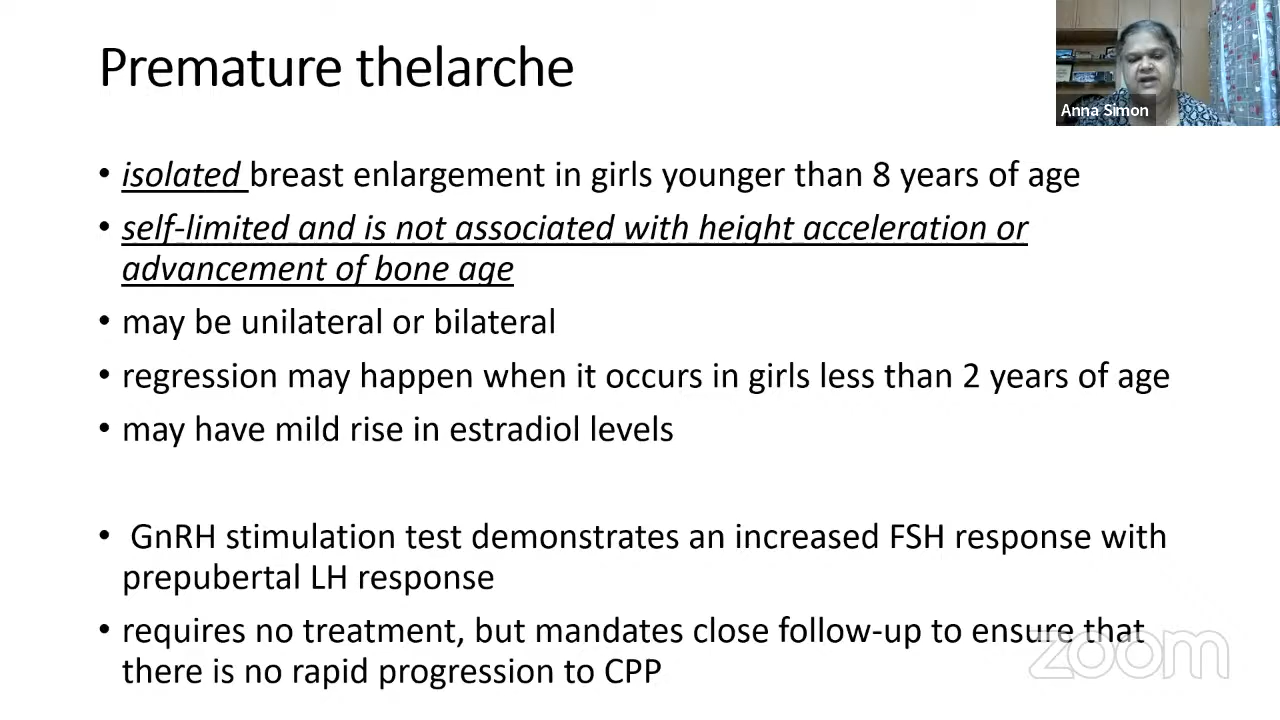 Premature thelarche
Anna Simon
• isolated breast enlargement in girls younger than 8 years of age
• self-limited and is not associated with height acceleration or
advancement of bone age
• may be unilateral or bilateral
• regression may happen when it occurs in girls less than 2 years of age
• may have mild rise in estradiol levels
• GnRH stimulation test demonstrates an increased FSH response with
prepubertal LH response
• requires no treatment, but mandates close follow-up to ensure that
there is no rapid progression to CPP
zoom